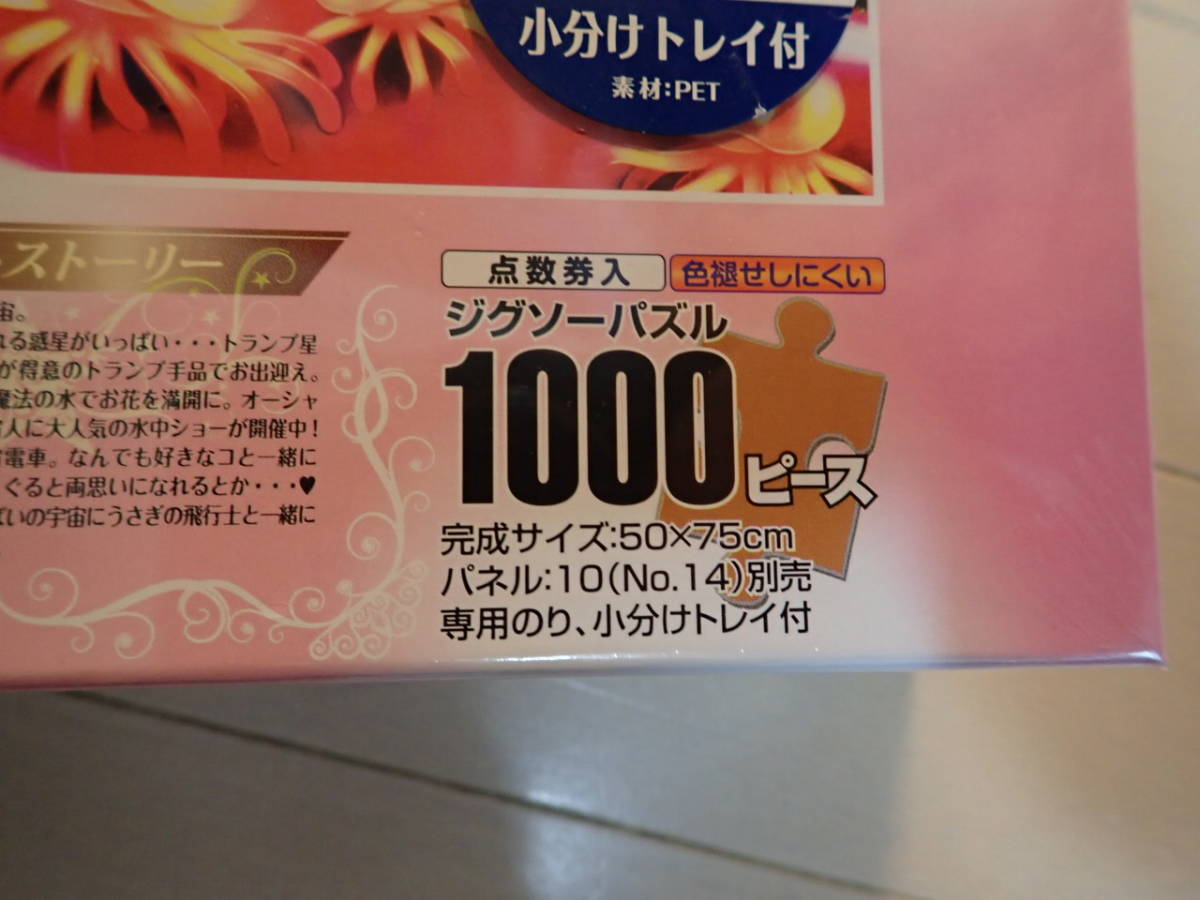 小分けトレイ付
素材:PET
ストーリー
宙。
れる惑星がいっぱい・・・トランプ星
が得意のトランプ手品でお出迎え。
魔法の水でお花を満開に。オーシャ
人に大人気の水中ショーが開催中!
電車。なんでも好きなコと一緒に
ぐると両思いになれるとか・・・♥
ぱいの宇宙にうさぎの飛行士と一緒に
点数券入
色褪せしにくい
ジグソーパズル
1000ピース
完成サイズ:50×75cm
パネル:10(No.14)別売
専用のり、小分けトレイ付